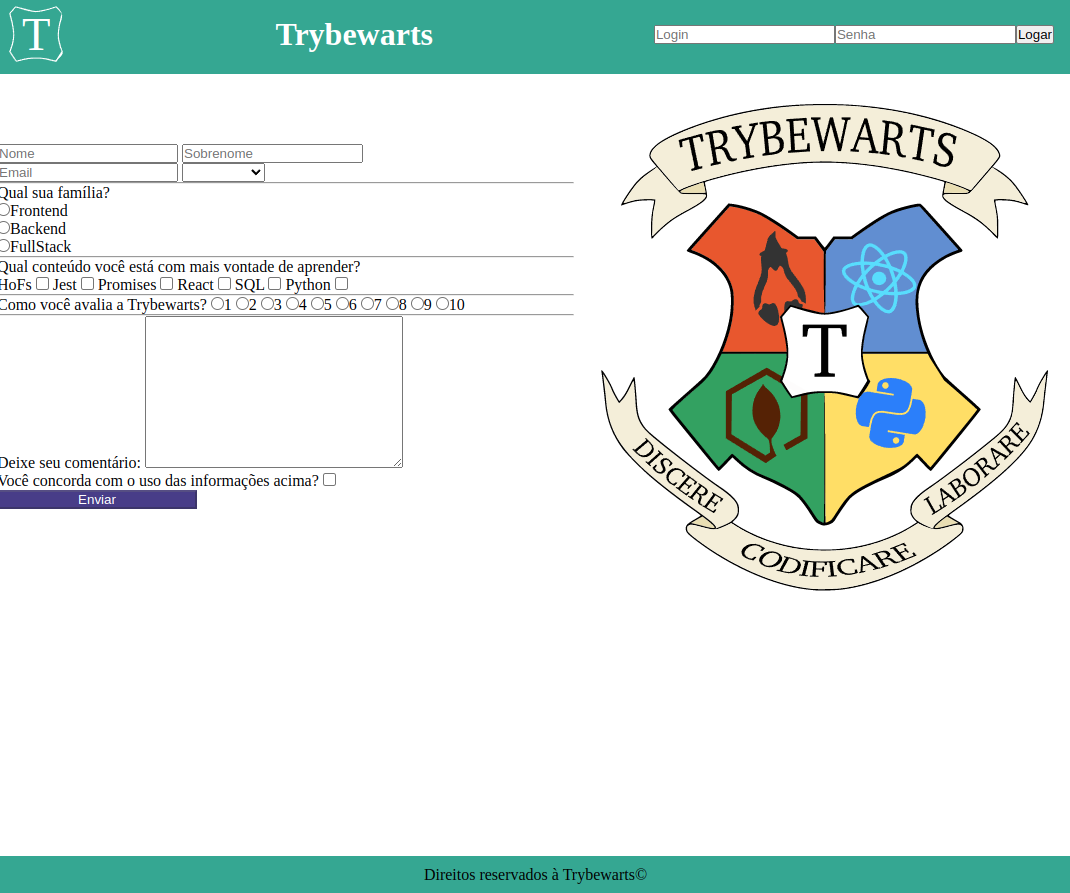 T
Trybewarts
Login Senha Logar
Nome Sobrenome
Email
Qual sua família?
Frontend
Backend
FullStack
Qual conteúdo você está com mais vontade de aprender?
HoFs Jest Promises React SQL Python
Como você avalia a Trybewarts? 1 2 3 4 5 6 7 8 9 10
Deixe seu comentário:
Você concorda com o uso das informações acima?
Enviar
TRYBEWARTS
T
DISCERE
CODIFICARE
LABORARE
Direitos reservados à Trybewarts©